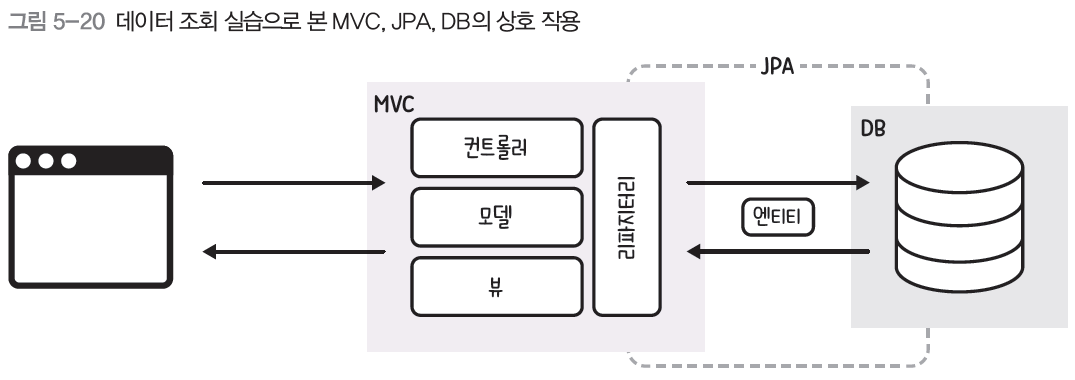 그림 5-20 데이터 조회 실습으로 본 MVC, JPA, DB의 상호 작용
JPA
MVC
컨트롤러
모델
뷰
리파지터리
엔티티
DB